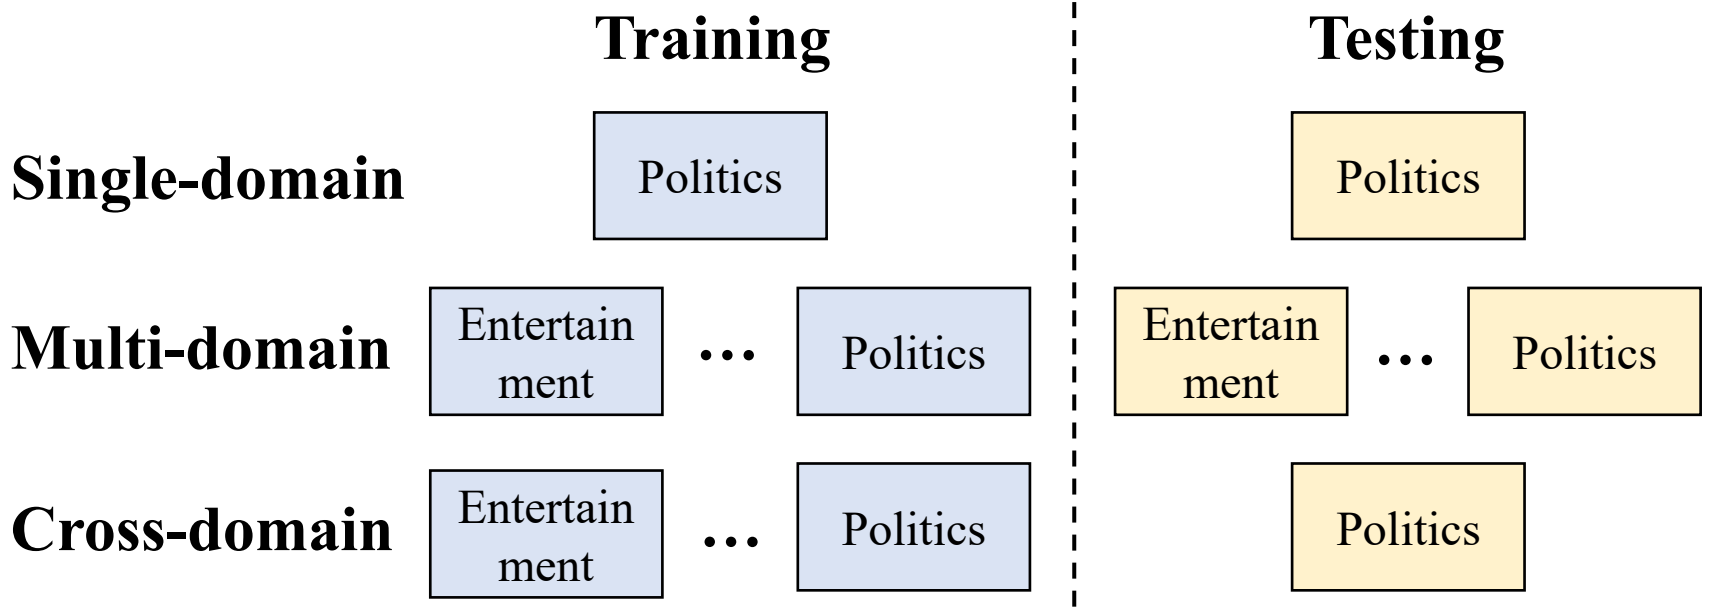 Training
Testing
Single-domain
Politics
Politics
Multi-domain
Entertain
ment
...
Politics
Entertain
ment
...
Politics
Cross-domain
Entertain
ment
...
Politics
Politics